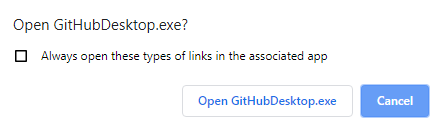 Open GitHubDesktop.exe?
Always open these types of links in the associated app
Open GitHubDesktop.exe Cancel